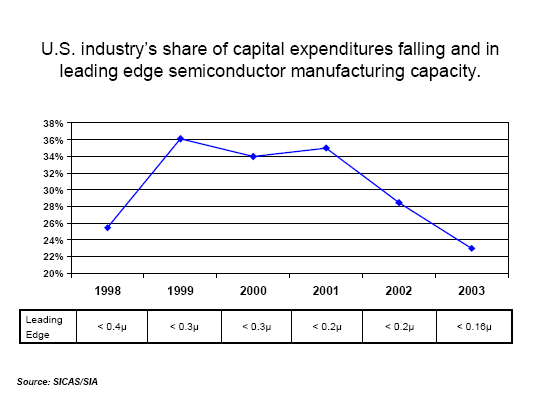 U.S. industry's share of capital expenditures falling and in
leading edge semiconductor manufacturing capacity.
38%
36%
34%
32%
30%
28%
26%
24%
22%
20%
1998 1999 2000 2001 2002 2003
Leading Edge < 0.4µ < 0.3µ < 0.3µ < 0.2µ < 0.2µ < 0.16µ
Source: SICAS/SIA